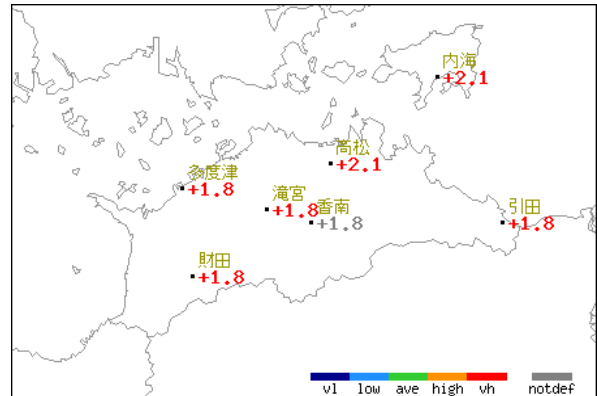 内海
+2.1
高松
+2.1
多度津
+1.8
滝宮
+1.8
香南
+1.8
引田
+1.8
財田
+1.8
vl low ave high vh notdef